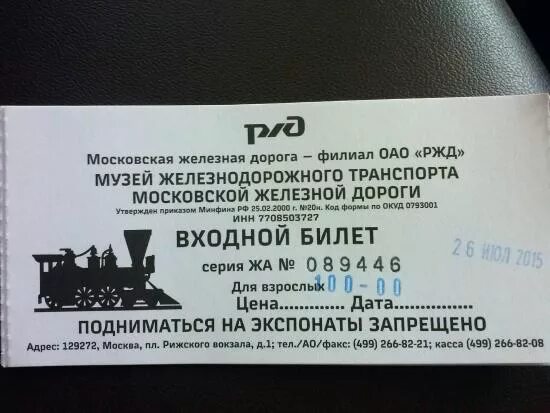 РЖД
Московская железная дорога – филиал ОАО «РЖД»
МУЗЕЙ ЖЕЛЕЗНОДОРОЖНОГО ТРАНСПОРТА
МОСКОВСКОЙ ЖЕЛЕЗНОЙ ДОРОГИ
Утвержден приказом Минфина РФ 25.02.2000 г. №20н. Код формы по ОКУД 0793001
ИНН 7708503727
ВХОДНОЙ БИЛЕТ
26 ИЮЛ 2015
серия ЖА № 089446
Для взрослых 100-00
Цена............ Дата...............
ПОДНИМАТЬСЯ НА ЭКСПОНАТЫ ЗАПРЕЩЕНО
Адрес: 129272, Москва, пл. Рижского вокзала, д.1; тел./АО/факс: (499) 266-82-21; касса (499) 266-82-08